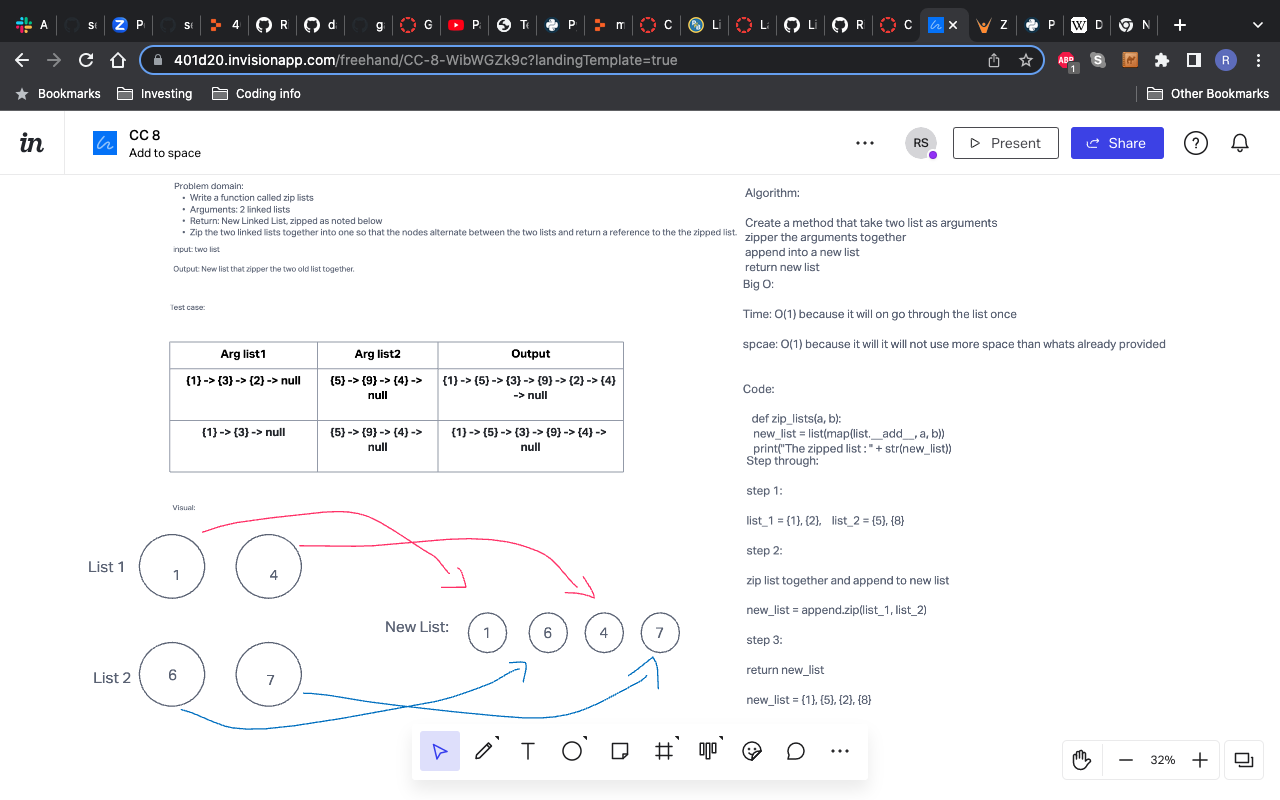 401d20.invisionapp.com/freehand/CC-8-WibWGZk9c?landingTemplate=true
Bookmarks Investing Coding info Other Bookmarks
in
CC 8
Add to space
RS Present Share
Problem domain:
• Write a function called zip lists
• Arguments: 2 linked lists
• Return: New Linked List, zipped as noted below
• Zip the two linked lists together into one so that the nodes alternate between the two lists and return a reference to the the zipped list.
input: two list
Output: New list that zipper the two old list together.
Test case:
Arg list1 Arg list2 Output
{1} -> {3} -> {2} -> null
{5} -> {9} -> {4} ->
null
{1} -> {5} -> {3} -> {9} -> {2} -> {4}
-> null
{1} -> {3} -> null
{5} -> {9} -> {4} ->
null
{1} -> {5} -> {3} -> {9} -> {4} ->
null
Visual:
List 1 1 4
New List: 1 6 4 7
List 2 6 7
Algorithm:
Create a method that take two list as arguments
zipper the arguments together
append into a new list
return new list
Big O:
Time: O(1) because it will on go through the list once
spcae: O(1) because it will it will not use more space than whats already provided
Code:
def zip_lists(a, b):
new_list = list(map(list.__add__, a, b))
print("The zipped list : " + str(new_list))
Step through:
step 1:
list_1 = {1}, {2}, list_2 = {5}, {8}
step 2:
zip list together and append to new list
new_list = append.zip(list_1, list_2)
step 3:
return new_list
new_list = {1}, {5}, {2}, {8}
32%